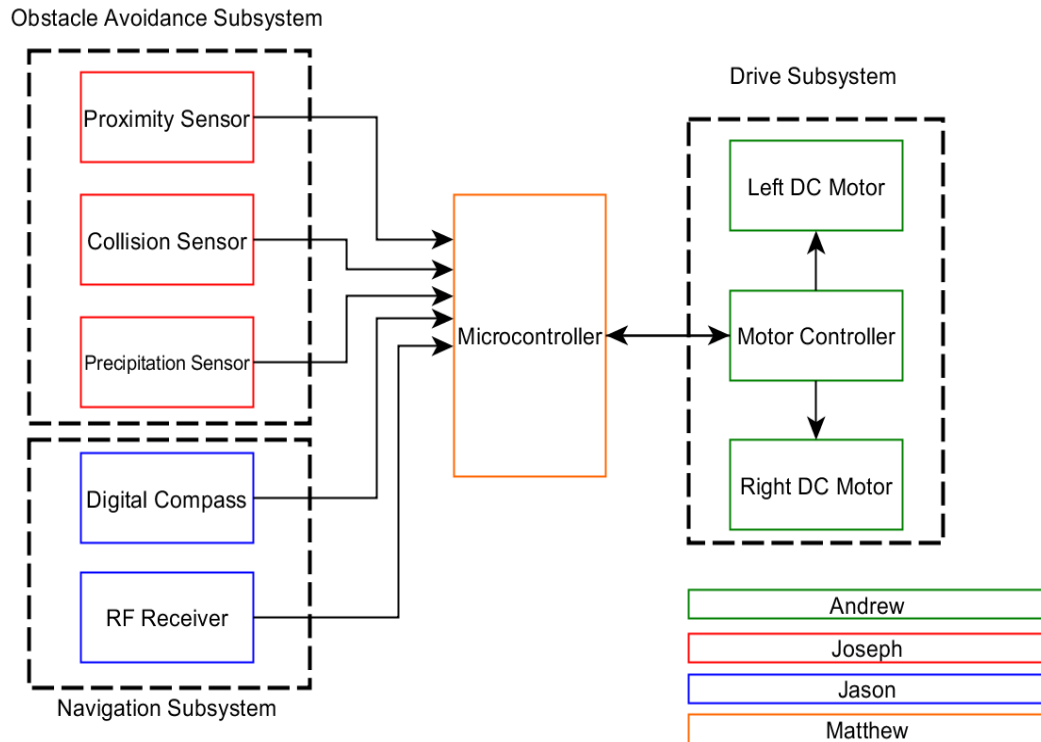 Obstacle Avoidance Subsystem
Proximity Sensor
Collision Sensor
Precipitation Sensor
Digital Compass
RF Receiver
Navigation Subsystem
Microcontroller
Drive Subsystem
Left DC Motor
Motor Controller
Right DC Motor
Andrew
Joseph
Jason
Matthew